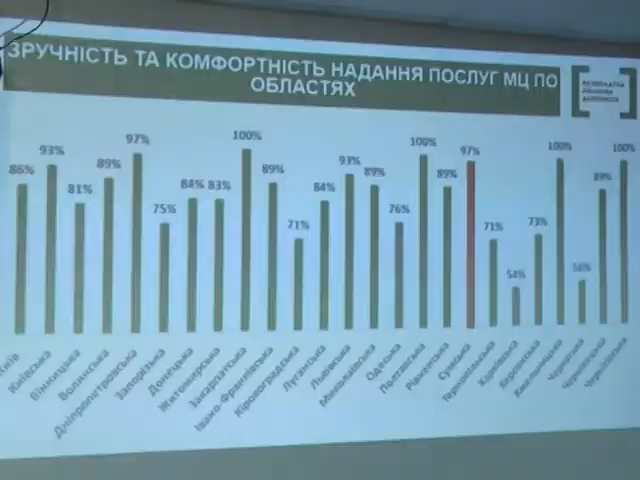 ЗРУЧНІСТЬ ТА КОМФОРТНІСТЬ НАДАННЯ ПОСЛУГ МЦ ПО
ОБЛАСТЯХ
БЕЗОПЛАТНА
ПРАВОВА
ДОПОМОГА
86% 93% 81% 89% 97% 75% 84% 83% 100% 89% 71% 84% 93% 89% 76% 100% 89% 97% 71% 54% 73% 100% 56% 89% 100%
Київ
Київська
Вінницька
Волинська
Дніпропетровська
Запорізька
Донецька
Житомирська
Закарпатська
Івано-Франківська
Кіровоградська
Луганська
Львівська
Миколаївська
Одеська
Полтавська
Рівненська
Сумська
Тернопільська
Харківська
Херсонська
Хмельницька
Черкаська
Чернівецька
Чернігівська